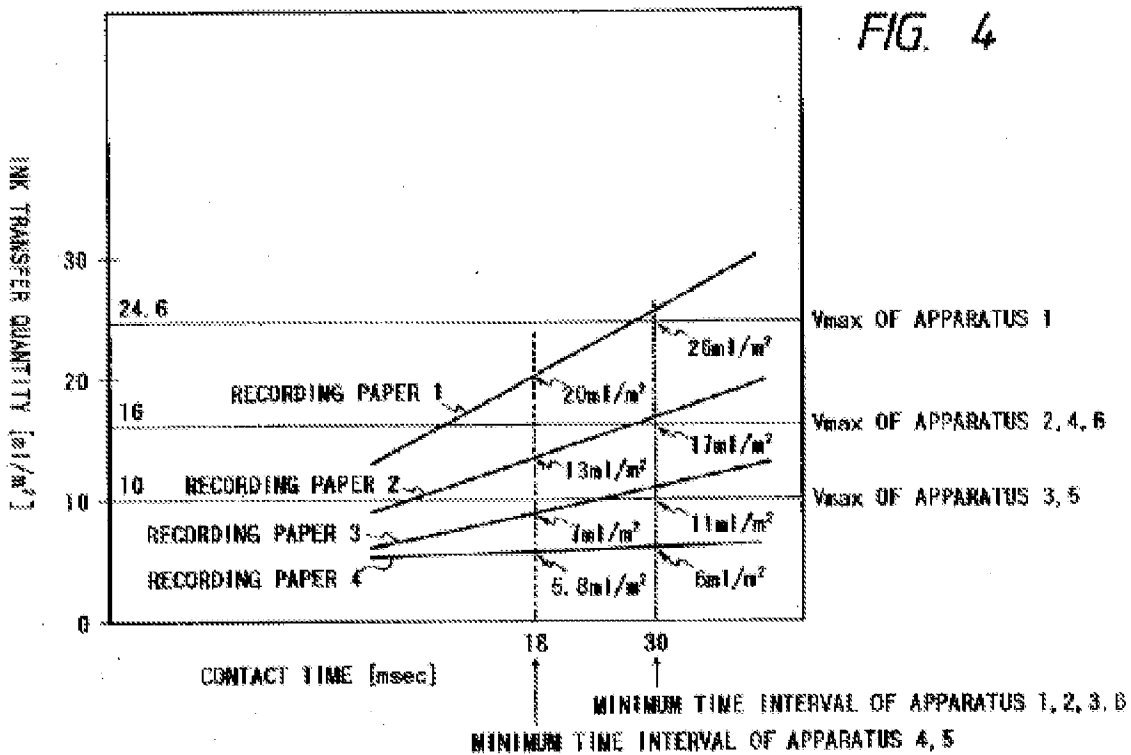 FIG. 4
INK TRANSFER QUANTITY [ml/m²]
30
24.6
20
16
10
0
Vmax OF APPARATUS 1
Vmax OF APPARATUS 2,4,6
Vmax OF APPARATUS 3,5
RECORDING PAPER 1
RECORDING PAPER 2
RECORDING PAPER 3
RECORDING PAPER 4
20ml/m²
26ml/m²
13ml/m²
17ml/m²
7ml/m²
11ml/m²
5.8ml/m²
6ml/m²
18
30
CONTACT TIME [msec]
MINIMUM TIME INTERVAL OF APPARATUS 1,2,3,6
MINIMUM TIME INTERVAL OF APPARATUS 4,5